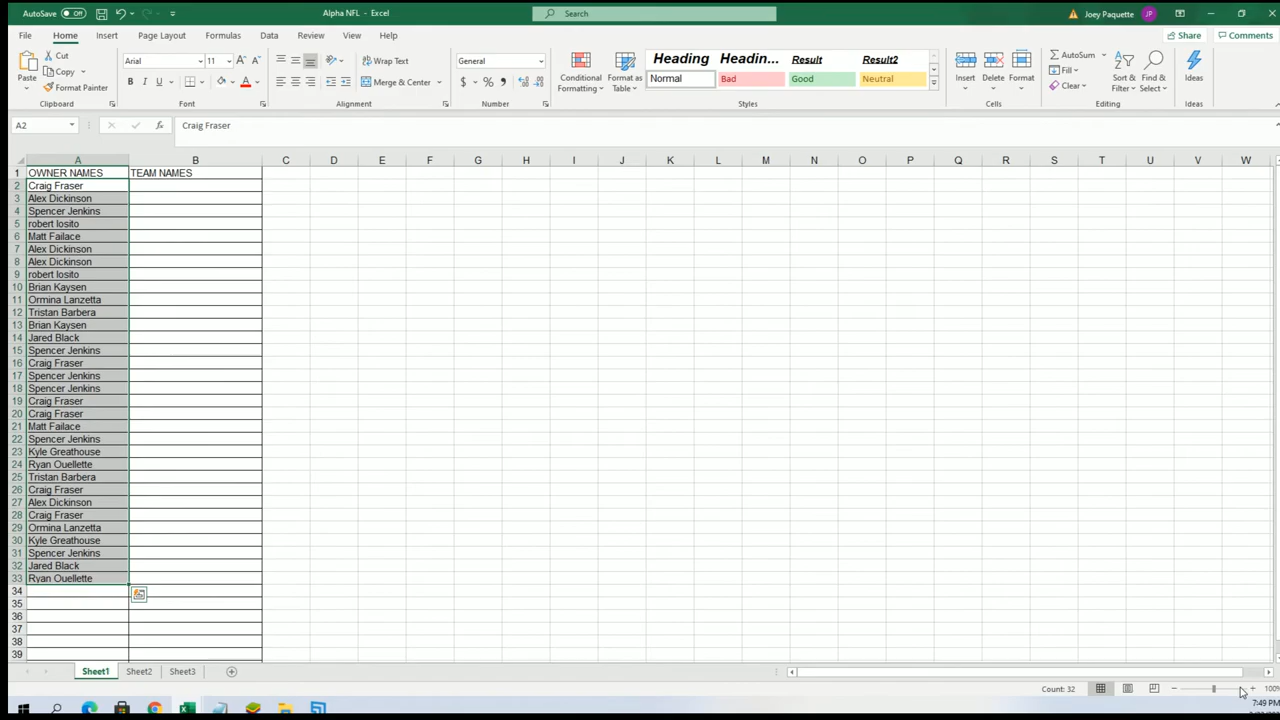 AutoSave Off Alpha NFL - Excel Search Joey Paquette JP
File Home Insert Page Layout Formulas Data Review View Help Share Comments
Paste Cut Copy Format Painter Clipboard
Arial 11 A A B I U A Font
Wrap Text Merge & Center Alignment
General $ % , Number
Conditional Formatting Format as Table
Heading Headin... Result Result2
Normal Bad Good Neutral
Styles
Insert Delete Format Cells
AutoSum Fill Clear Sort & Filter Find & Select Editing
Ideas Ideas
A2 fx Craig Fraser
A B C D E F G H I J K L M N O P Q R S T U V W
1 OWNER NAMES TEAM NAMES
2 Craig Fraser
3 Alex Dickinson
4 Spencer Jenkins
5 robert Iosito
6 Matt Failace
7 Alex Dickinson
8 Alex Dickinson
9 robert Iosito
10 Brian Kaysen
11 Ormina Lanzetta
12 Tristan Barbera
13 Brian Kaysen
14 Jared Black
15 Spencer Jenkins
16 Craig Fraser
17 Spencer Jenkins
18 Spencer Jenkins
19 Craig Fraser
20 Craig Fraser
21 Matt Failace
22 Spencer Jenkins
23 Kyle Greathouse
24 Ryan Ouellette
25 Tristan Barbera
26 Craig Fraser
27 Alex Dickinson
28 Craig Fraser
29 Ormina Lanzetta
30 Kyle Greathouse
31 Spencer Jenkins
32 Jared Black
33 Ryan Ouellette
34
35
36
37
38
39
Sheet1 Sheet2 Sheet3
Count: 32 100%
7:49 PM